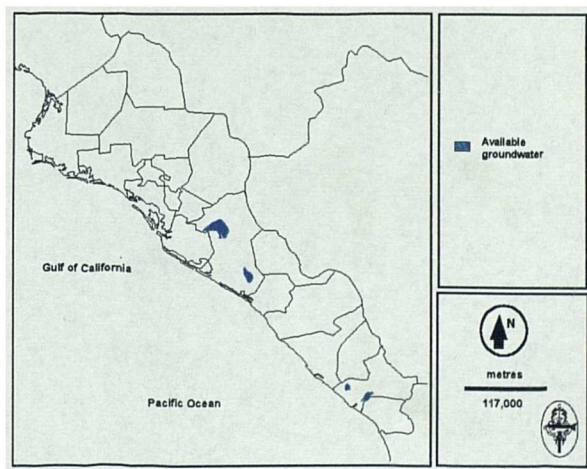 Available
groundwater
Gulf of California
N
metres
117,000
Pacific Ocean